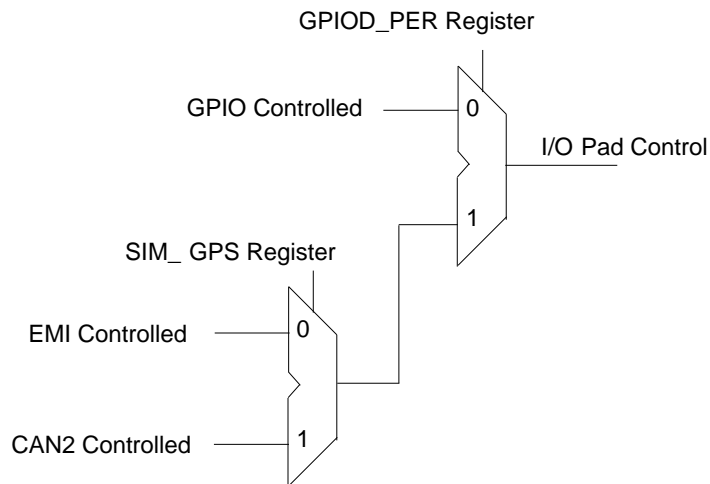 GPIOD_PER Register
GPIO Controlled
0
I/O Pad Control
1
SIM_ GPS Register
EMI Controlled
0
CAN2 Controlled
1